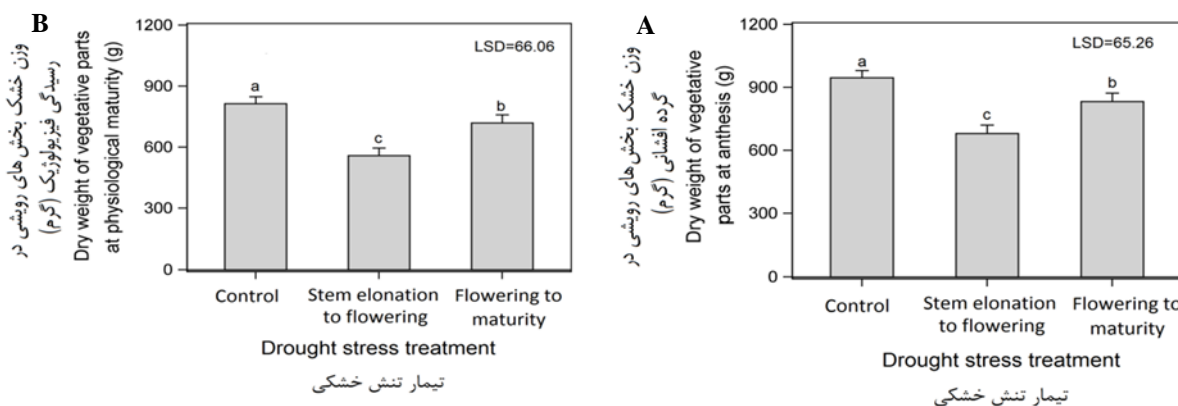 B
وزن خشک بخش های رویشی در
رسیدگی فیزیولوژیک (گرم)
Dry weight of vegetative parts
at physiological maturity (g)
1200
900
600
300
0
LSD=66.06
a
c
b
Control
Stem elonation
to flowering
Flowering to
maturity
Drought stress treatment
تیمار تنش خشکی
A
وزن خشک بخش های رویشی در
گرده افشانی (گرم)
Dry weight of vegetative
parts at anthesis (g)
1200
900
600
300
0
LSD=65.26
a
c
b
Control
Stem elonation
to flowering
Flowering to
maturity
Drought stress treatment
تیمار تنش خشکی